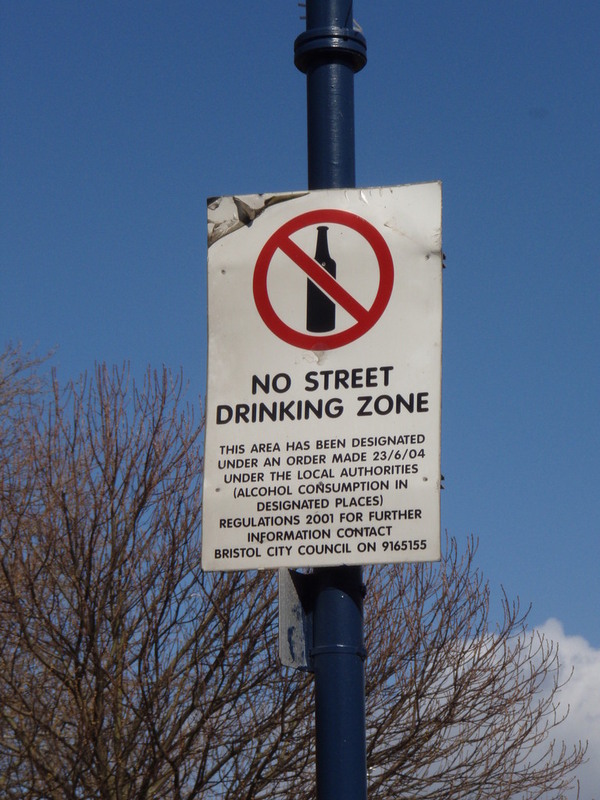 NO STREET
DRINKING ZONE
THIS AREA HAS BEEN DESIGNATED
UNDER AN ORDER MADE 23/6/04
UNDER THE LOCAL AUTHORITIES
(ALCOHOL CONSUMPTION IN
DESIGNATED PLACES)
REGULATIONS 2001 FOR FURTHER
INFORMATION CONTACT
BRISTOL CITY COUNCIL ON 9165155